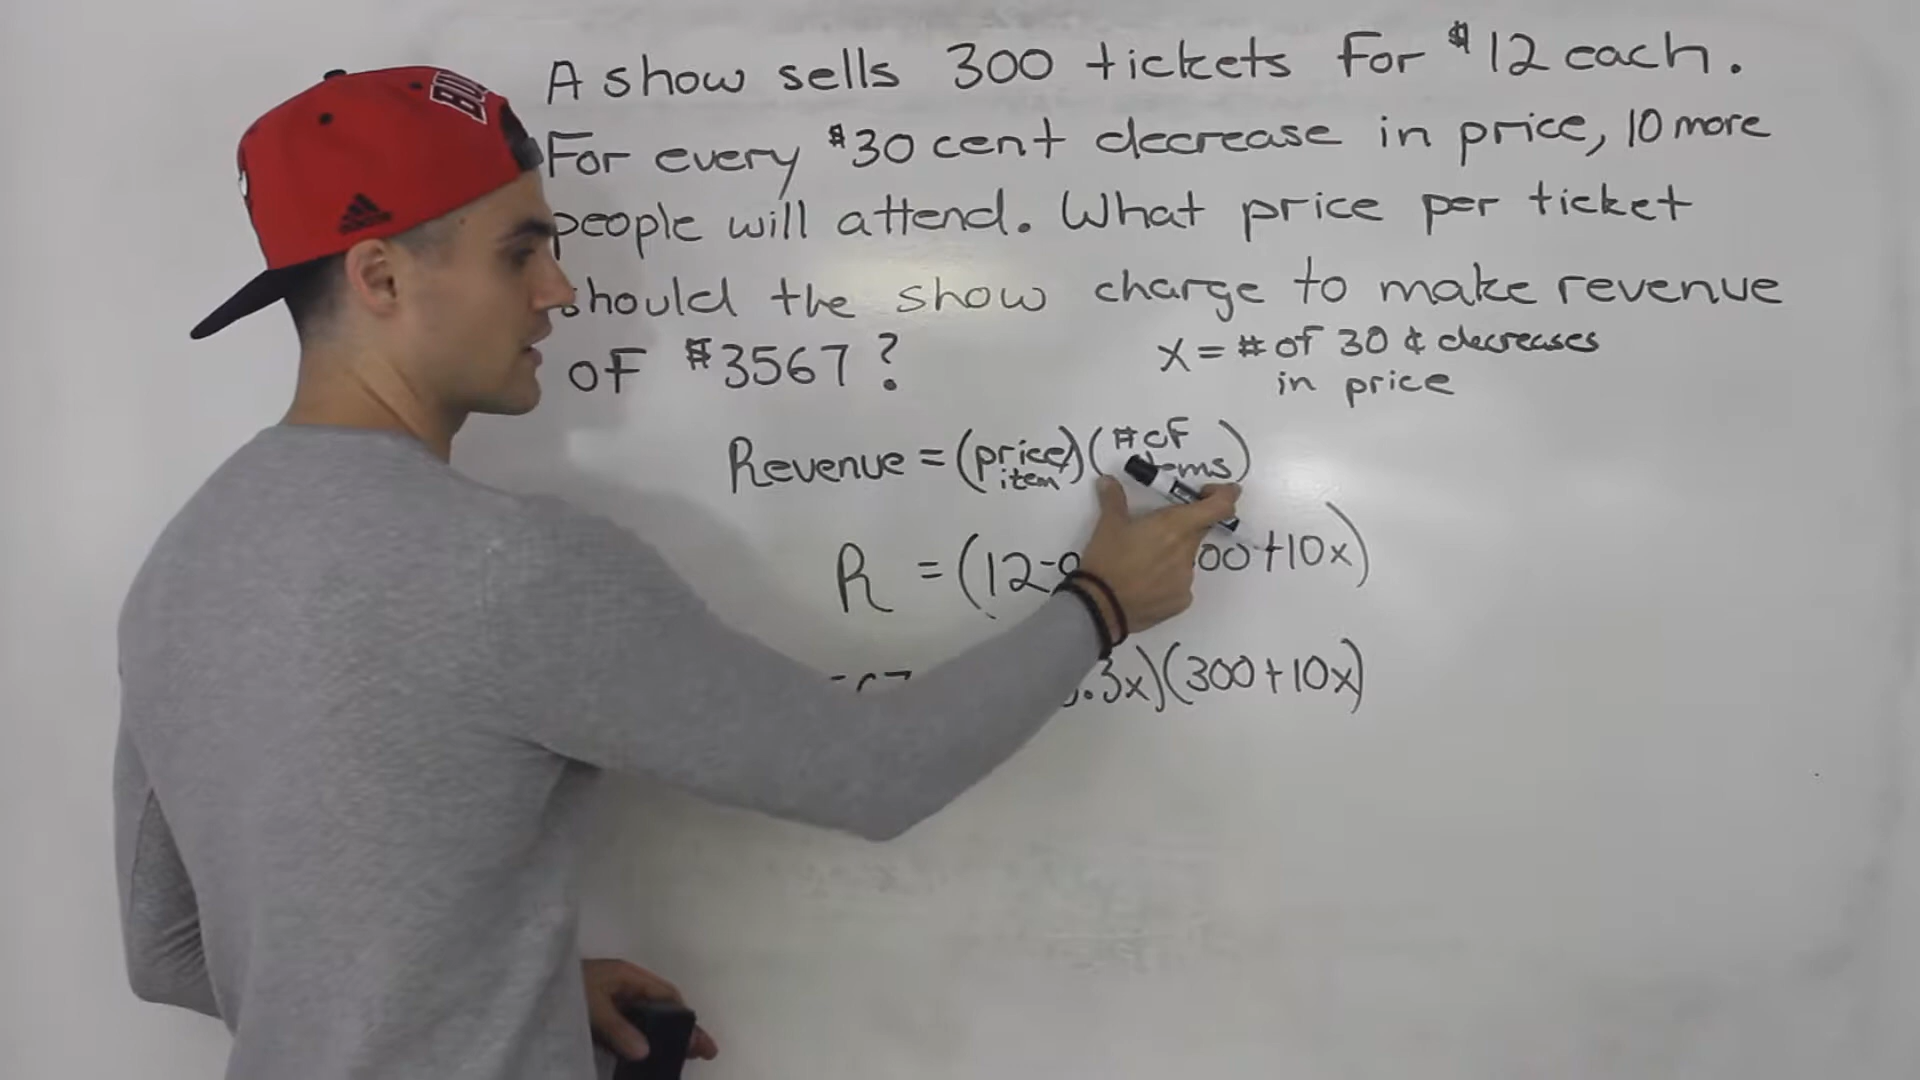 A show sells 300 tickets for $12 each.
For every $30 cent decrease in price, 10 more
people will attend. What price per ticket
should the show charge to make revenue
of $3567?
x = # of 30 ¢ decreases
in price
Revenue = (price/item)(# of items)
R = (12-0 00+10x)
.3x)(300+10x)